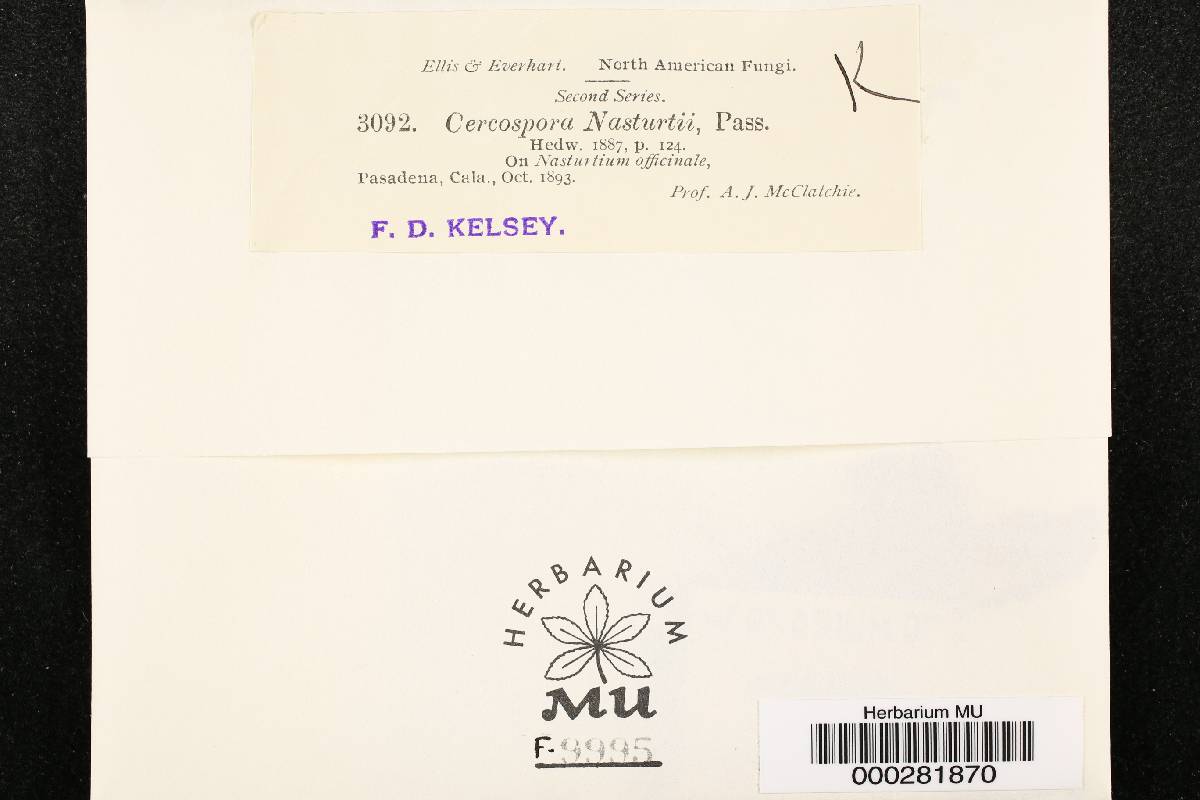 Ellis & Everhart. North American Fungi.
K
Second Series.
3092. Cercospora Nasturtii, Pass.
Hedw. 1887, p. 124.
On Nasturtium officinale,
Pasadena, Cala., Oct. 1893.
Prof. A. J. McClatchie.
F. D. KELSEY.
HERBARIUM
MU
F-9995
Herbarium MU
000281870